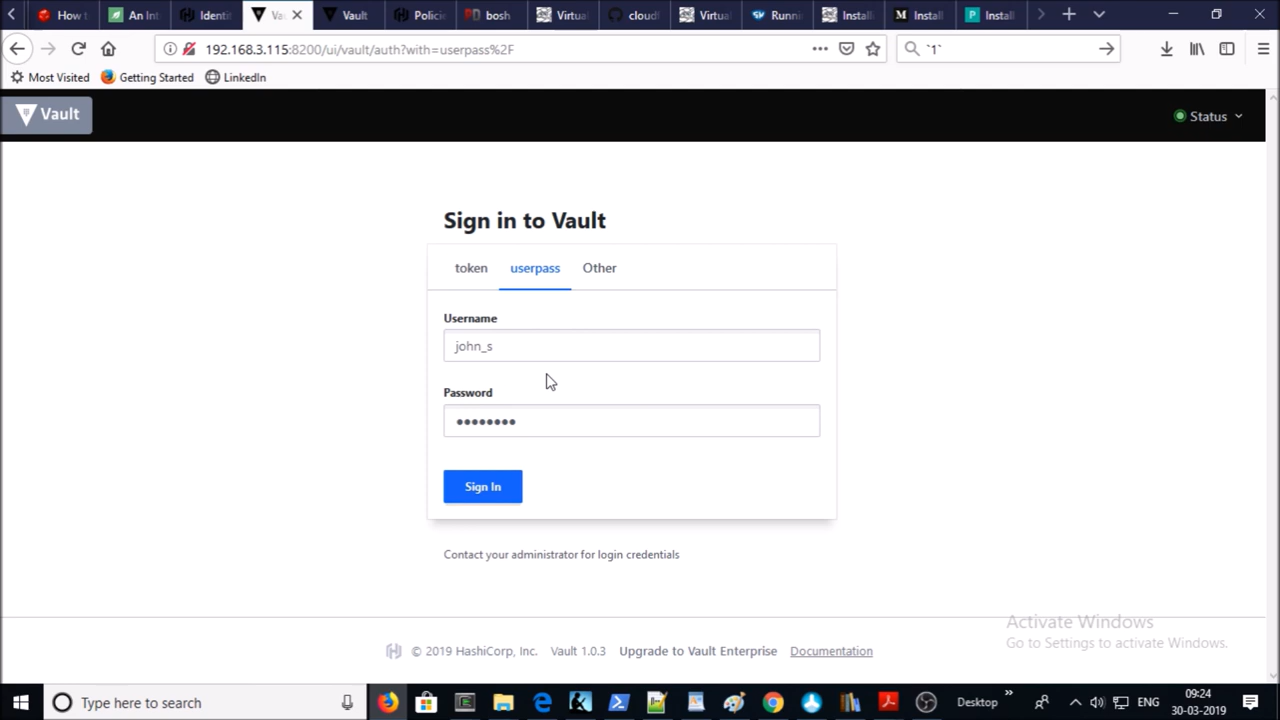 How t
An Int
Identi
Va
Vault
Polici
bosh
Virtua
cloudf
Virtua
Runni
Install
Install
Install
192.168.3.115:8200/ui/vault/auth?with=userpass%2F
`1`
Most Visited
Getting Started
LinkedIn
Vault
Status
Sign in to Vault
token
userpass
Other
Username
john_s
Password
Sign In
Contact your administrator for login credentials
Activate Windows
Go to Settings to activate Windows.
© 2019 HashiCorp, Inc.
Vault 1.0.3
Upgrade to Vault Enterprise
Documentation
Type here to search
Desktop
ENG
09:24
30-03-2019